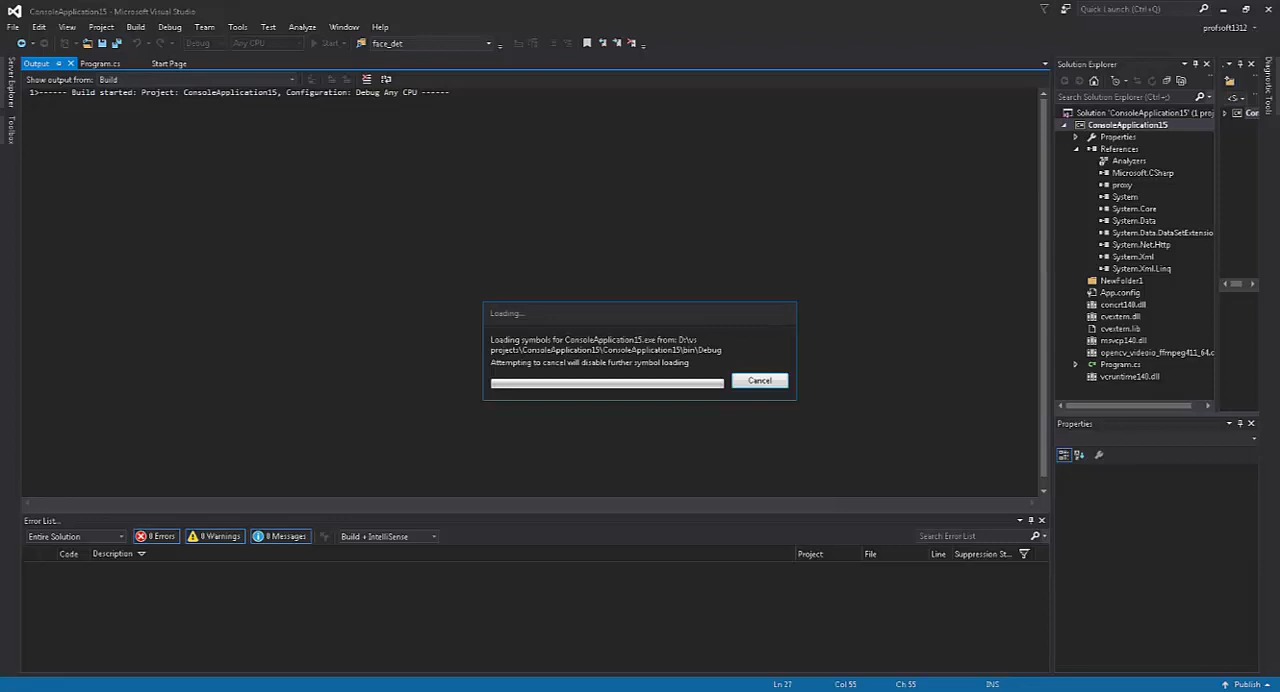 ConsoleApplication15 - Microsoft Visual Studio
Quick Launch (Ctrl+Q)
File Edit View Project Build Debug Team Tools Test Analyze Window Help
profsoft1312
Debug Any CPU Start face_det
Output Program.cs Start Page
Show output from: Build
1>------ Build started: Project: ConsoleApplication15, Configuration: Debug Any CPU ------
Server Explorer
Toolbox
Loading...
Loading symbols for ConsoleApplication15.exe from: D:\vs
projects\ConsoleApplication15\ConsoleApplication15\bin\Debug
Attempting to cancel will disable further symbol loading
Cancel
Solution Explorer
Search Solution Explorer (Ctrl+;)
Solution 'ConsoleApplication15' (1 proj
ConsoleApplication15
Properties
References
Analyzers
Microsoft.CSharp
proxy
System
System.Core
System.Data
System.Data.DataSetExtensio
System.Net.Http
System.Xml
System.Xml.Linq
NewFolder1
App.config
concrt140.dll
cvextern.dll
cvextern.lib
msvcp140.dll
opencv_videoio_ffmpeg411_64.d
Program.cs
vcruntime140.dll
Con
Diagnostic Tools
Properties
Error List...
Entire Solution 0 Errors 0 Warnings 0 Messages Build + IntelliSense Search Error List
Code Description Project File Line Suppression St...
Ln 27 Col 55 Ch 55 INS Publish